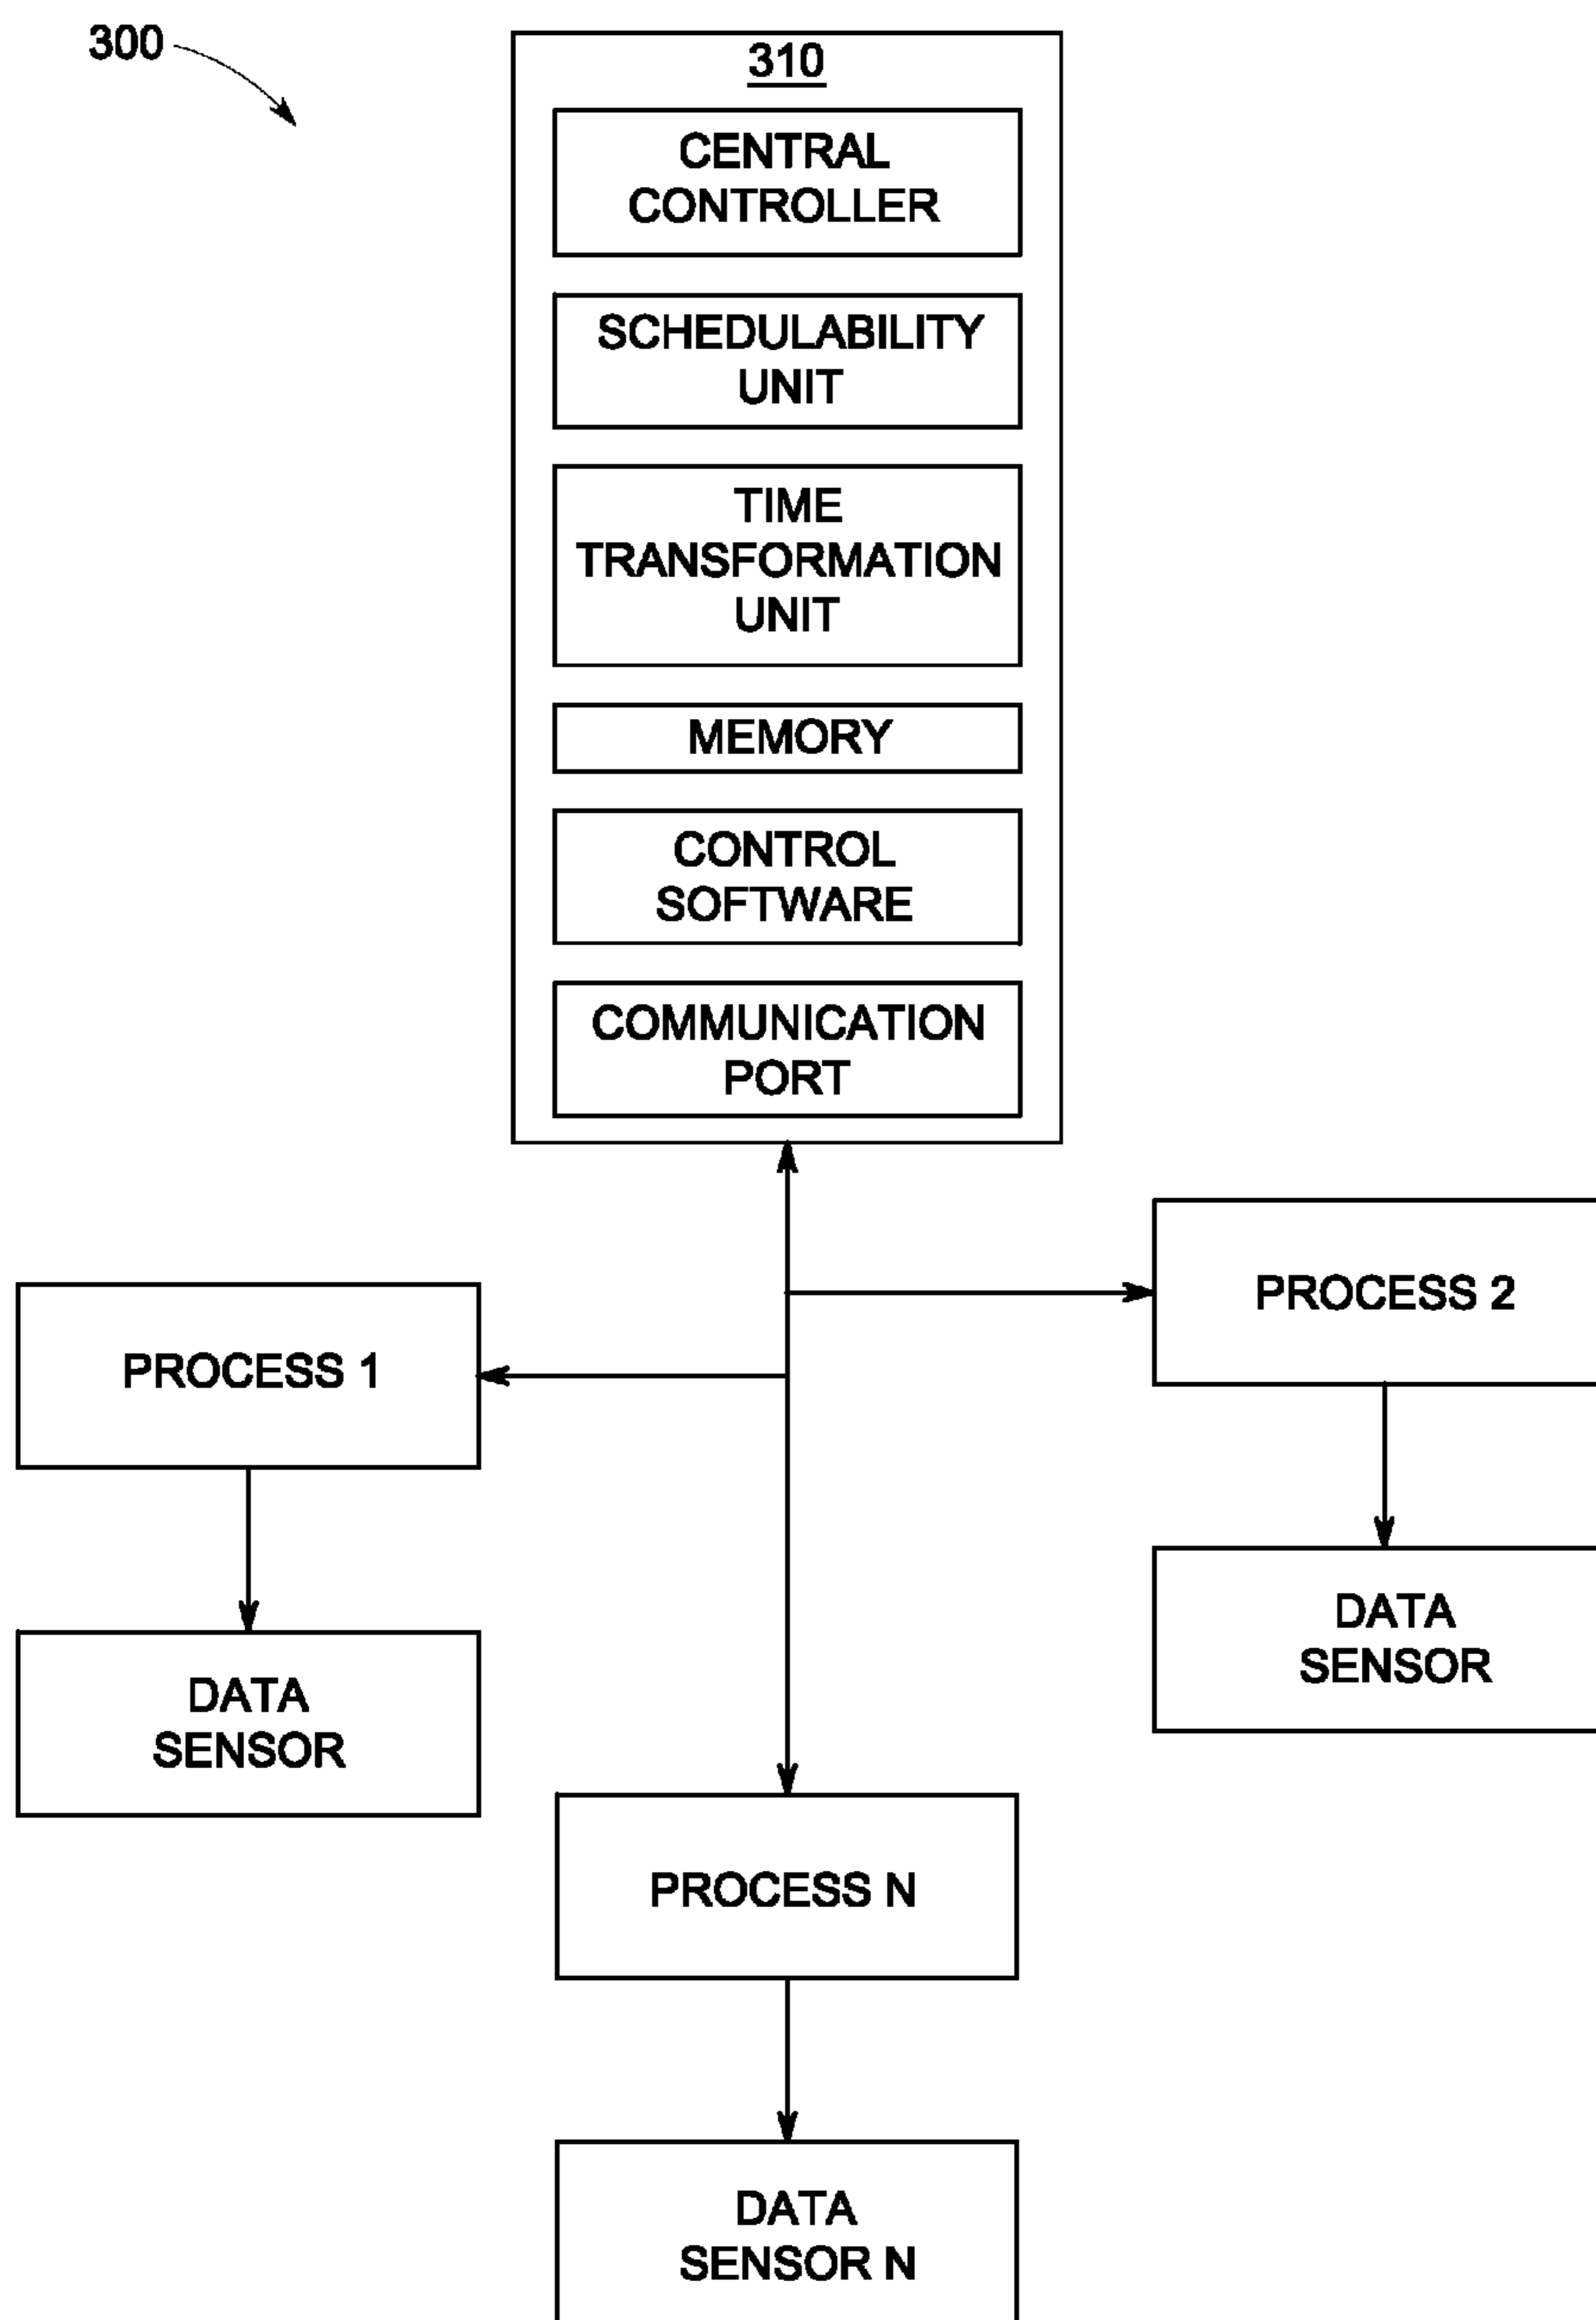 300
310
CENTRAL
CONTROLLER
SCHEDULABILITY
UNIT
TIME
TRANSFORMATION
UNIT
MEMORY
CONTROL
SOFTWARE
COMMUNICATION
PORT
PROCESS 2
PROCESS 1
DATA
SENSOR
DATA
SENSOR
PROCESS N
DATA
SENSOR N